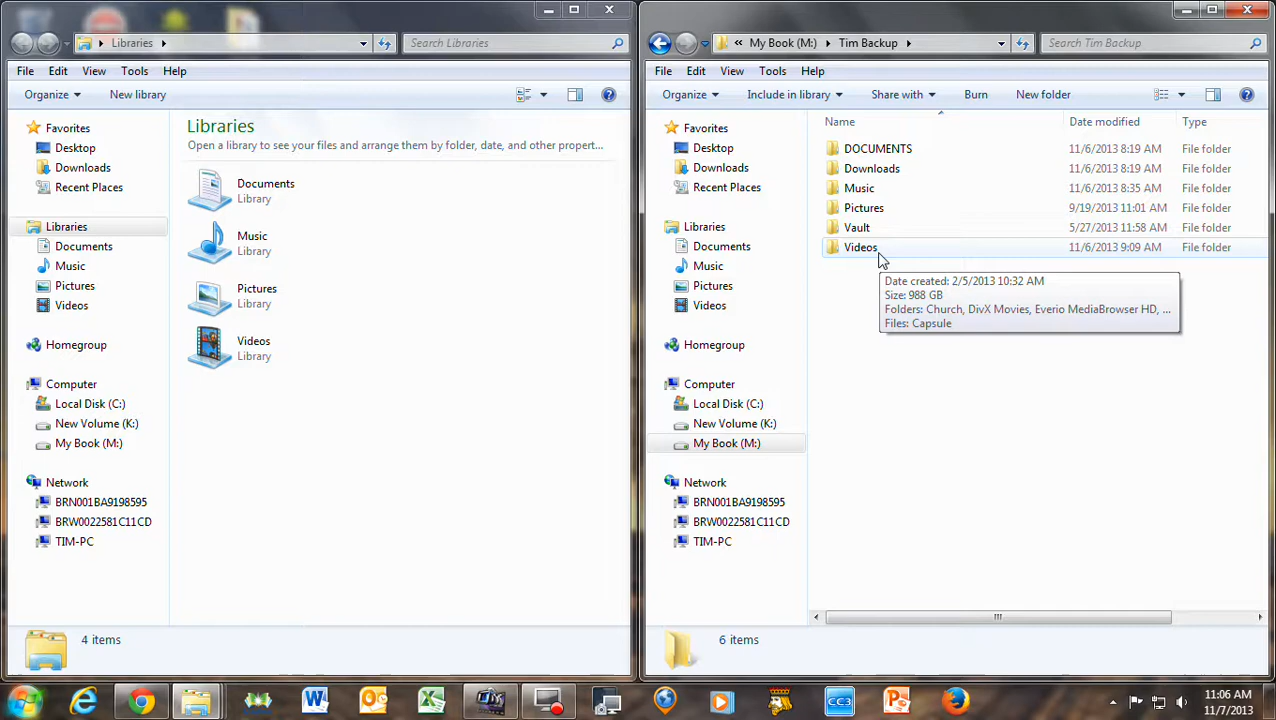 Libraries
Search Libraries
File Edit View Tools Help
Organize New library
Favorites
Desktop
Downloads
Recent Places
Libraries
Documents
Music
Pictures
Videos
Homegroup
Computer
Local Disk (C:)
New Volume (K:)
My Book (M:)
Network
BRN001BA9198595
BRW0022581C11CD
TIM-PC
Libraries
Open a library to see your files and arrange them by folder, date, and other propert...
Documents
Library
Music
Library
Pictures
Library
Videos
Library
4 items
« My Book (M:) Tim Backup
Search Tim Backup
File Edit View Tools Help
Organize Include in library Share with Burn New folder
Favorites
Desktop
Downloads
Recent Places
Libraries
Documents
Music
Pictures
Videos
Homegroup
Computer
Local Disk (C:)
New Volume (K:)
My Book (M:)
Network
BRN001BA9198595
BRW0022581C11CD
TIM-PC
Name Date modified Type
DOCUMENTS 11/6/2013 8:19 AM File folder
Downloads 11/6/2013 8:19 AM File folder
Music 11/6/2013 8:35 AM File folder
Pictures 9/19/2013 11:01 AM File folder
Vault 5/27/2013 11:58 AM File folder
Videos 11/6/2013 9:09 AM File folder
Date created: 2/5/2013 10:32 AM
Size: 988 GB
Folders: Church, DivX Movies, Everio MediaBrowser HD, ...
Files: Capsule
6 items
CC3
11:06 AM
11/7/2013